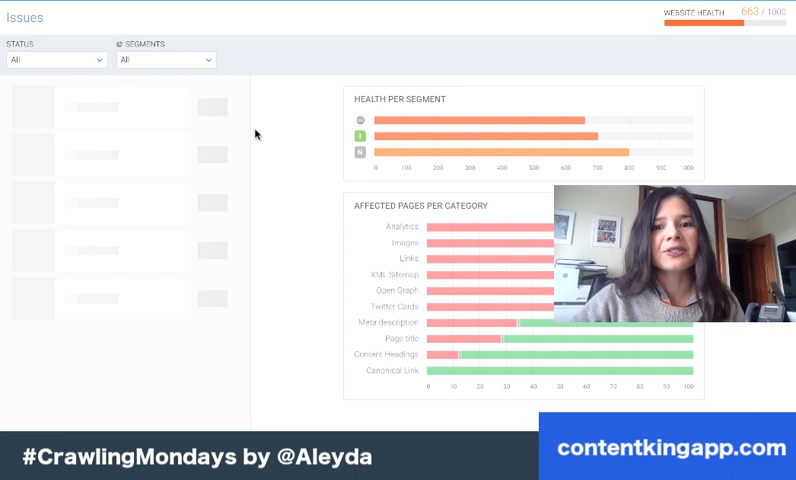 Issues
WEBSITE HEALTH 663 / 1000
STATUS
SEGMENTS
All
All
HEALTH PER SEGMENT
I
N
0 100 200 300 400 500 600 700 800 900 1000
AFFECTED PAGES PER CATEGORY
Analytics
Images
Links
XML Sitemap
Open Graph
Twitter Cards
Meta description
Page title
Content Headings
Canonical Link
0 10 20 30 40 50 60 70 80 90 100
#CrawlingMondays by @Aleyda
contentkingapp.com